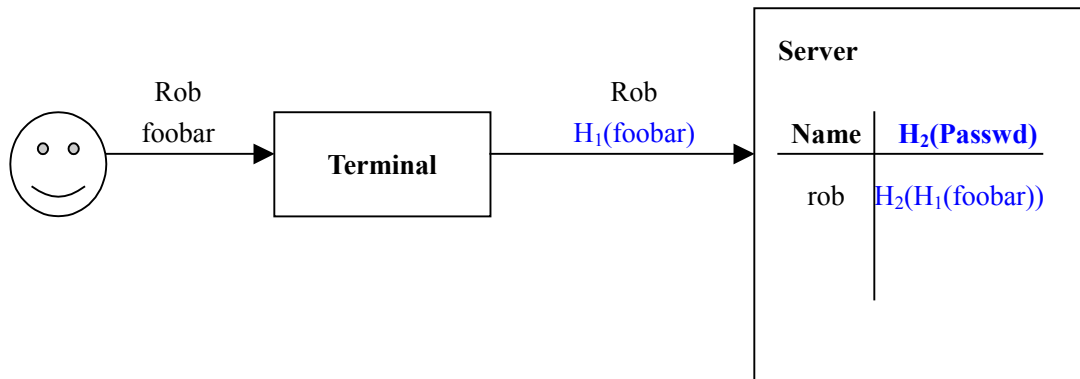 Rob
foobar
Terminal
Rob
H₁(foobar)
Server
Name H₂(Passwd)
rob H₂(H₁(foobar))